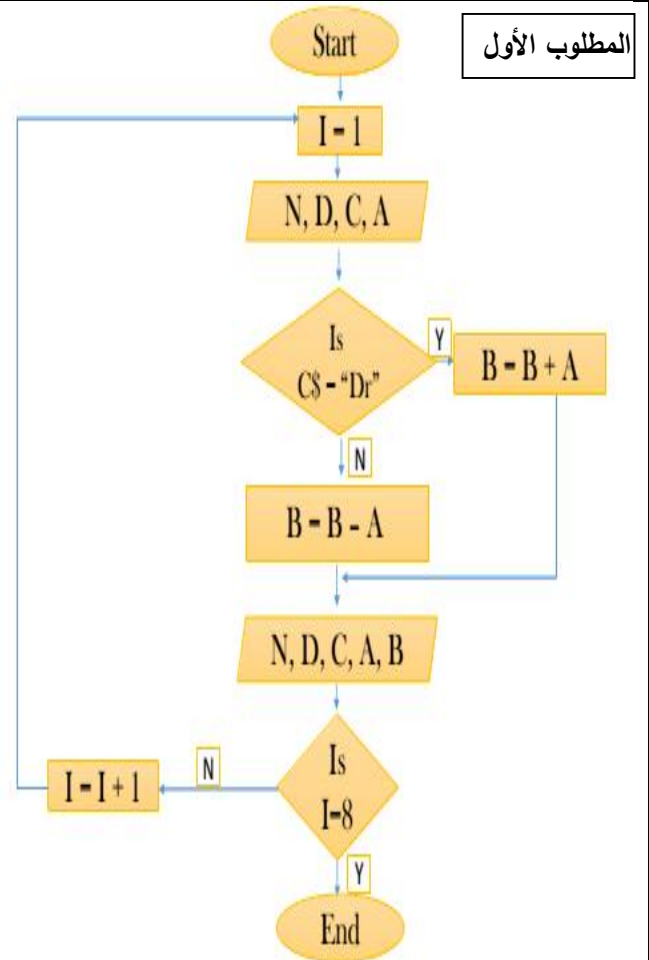 المطلوب الأول
Start
I = 1
N, D, C, A
Is
C$ = “Dr”
Y
B = B + A
N
B = B - A
N, D, C, A, B
Is
I=8
N
I = I + 1
Y
End